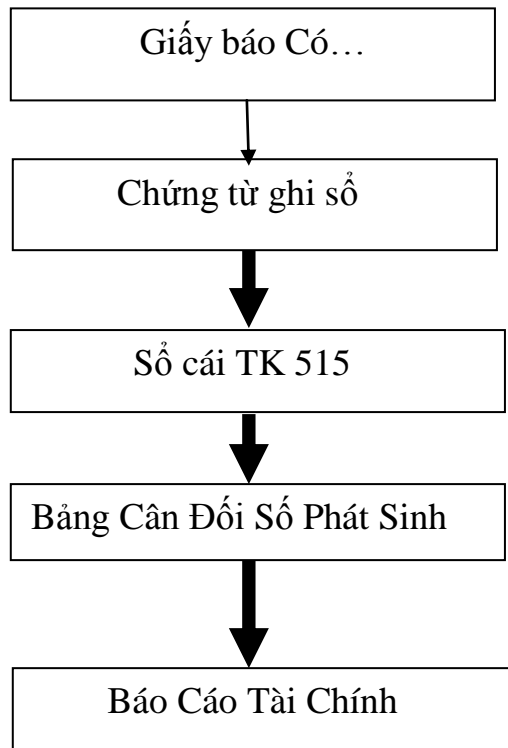 Giấy báo Có…
Chứng từ ghi sổ
Sổ cái TK 515
Bảng Cân Đối Số Phát Sinh
Báo Cáo Tài Chính